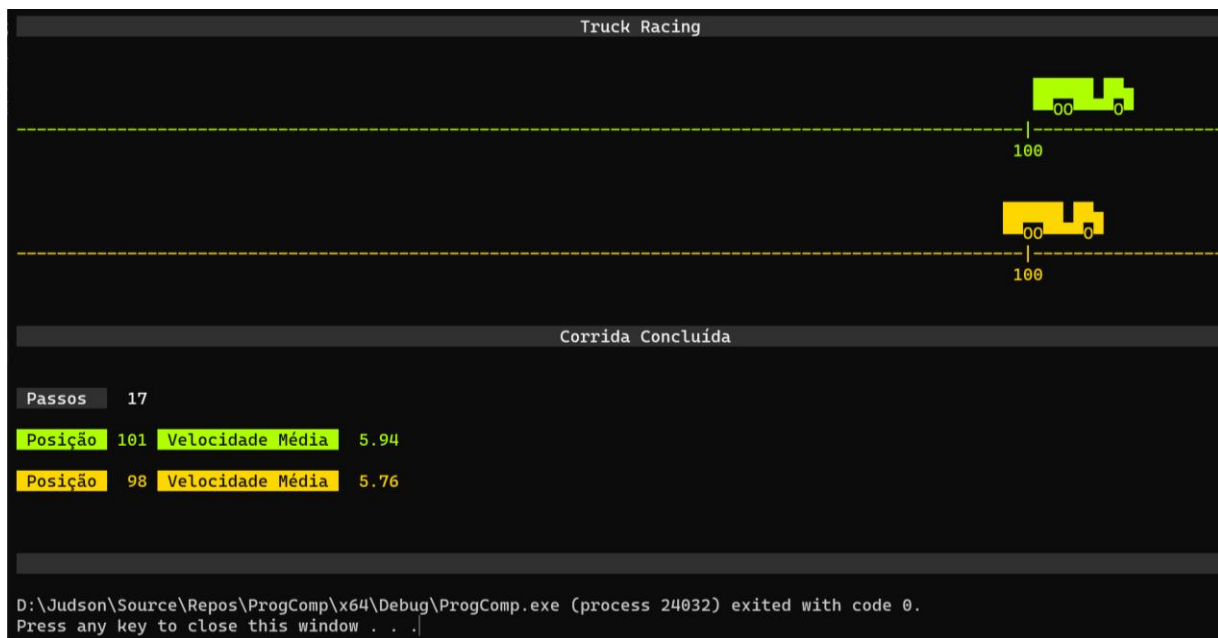 Truck Racing
OO O
--------------------------------------------------------------------------------------------------|------------------
100
OO O
--------------------------------------------------------------------------------------------------|------------------
100
Corrida Concluída
Passos 17
Posição 101 Velocidade Média 5.94
Posição 98 Velocidade Média 5.76
D:\Judson\Source\Repos\ProgComp\x64\Debug\ProgComp.exe (process 24032) exited with code 0.
Press any key to close this window . . .